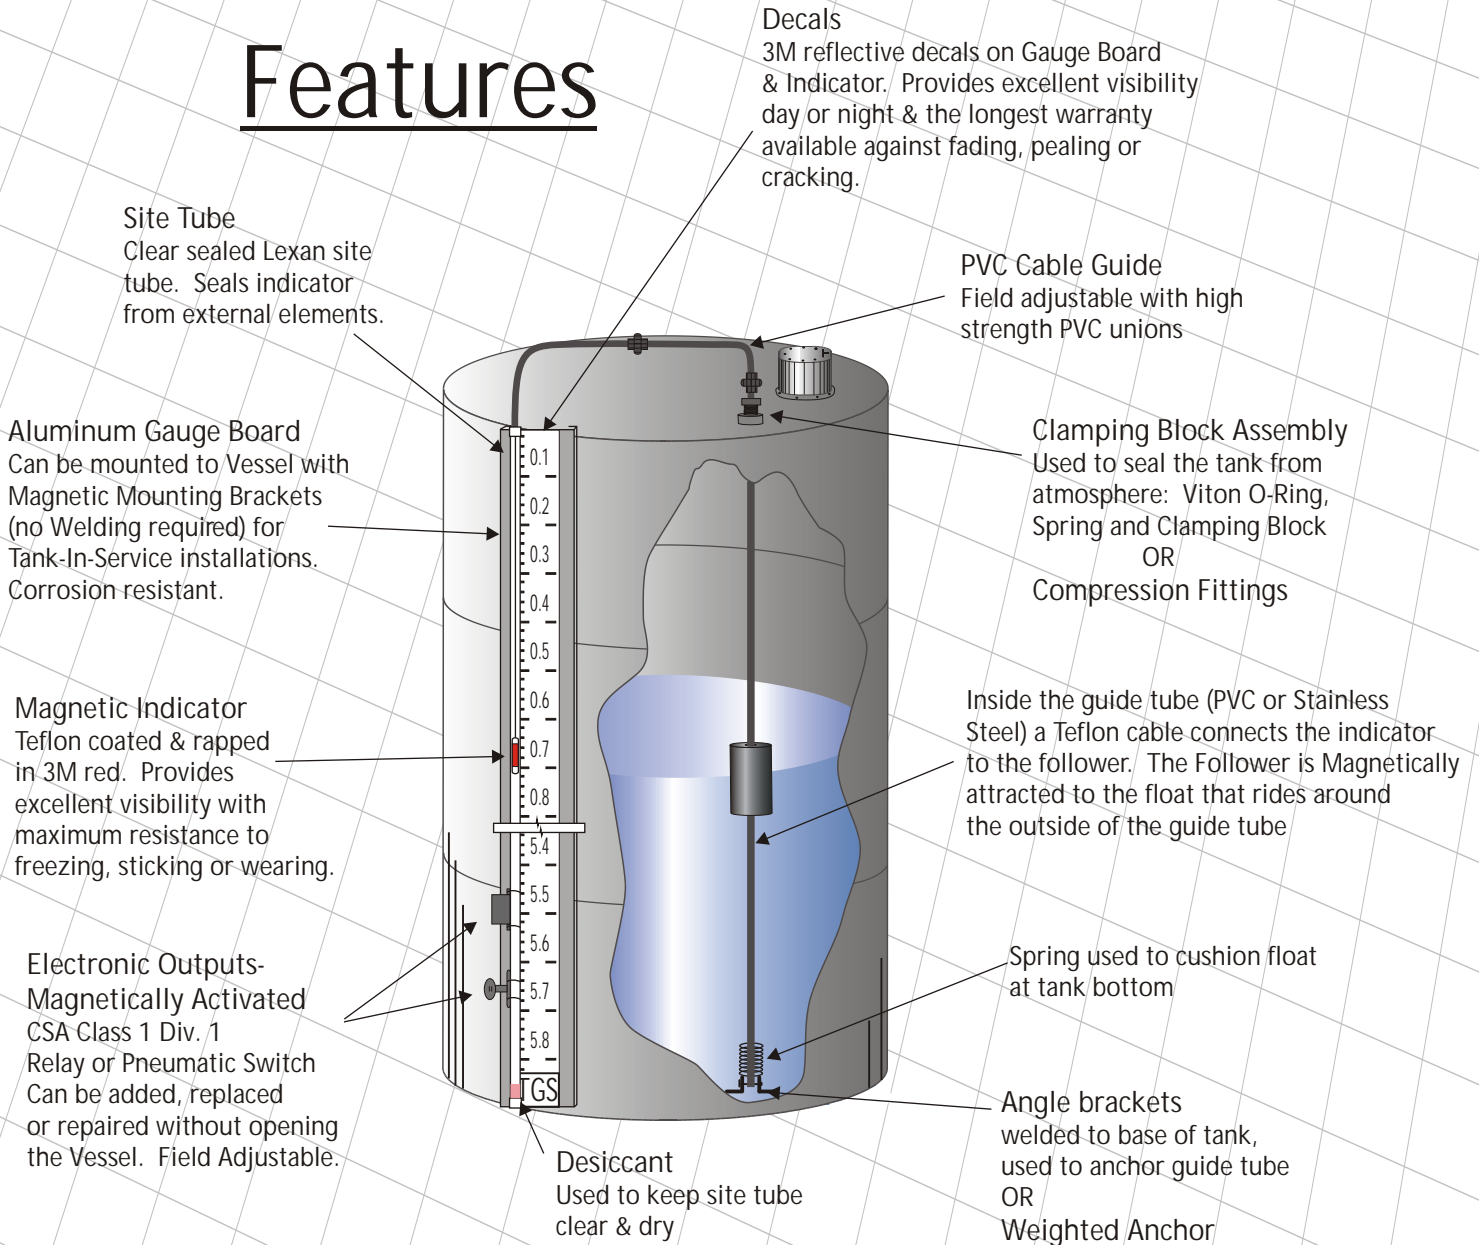 Features
Decals
3M reflective decals on Gauge Board
& Indicator.  Provides excellent visibility
day or night & the longest warranty
available against fading, pealing or
cracking.
Site Tube
Clear sealed Lexan site
tube.  Seals indicator
from external elements.
PVC Cable Guide
Field adjustable with high
strength PVC unions
Aluminum Gauge Board
Can be mounted to Vessel with
Magnetic Mounting Brackets
(no Welding required) for
Tank-In-Service installations.
Corrosion resistant.
Clamping Block Assembly
Used to seal the tank from
atmosphere:  Viton O-Ring,
Spring and Clamping Block
OR
Compression Fittings
0.1
0.2
0.3
0.4
0.5
0.6
0.7
0.8
5.4
5.5
5.6
5.7
5.8
TGS
Magnetic Indicator
Teflon coated & rapped
in 3M red.  Provides
excellent visibility with
maximum resistance to
freezing, sticking or wearing.
Inside the guide tube (PVC or Stainless
Steel) a Teflon cable connects the indicator
to the follower.  The Follower is Magnetically
attracted to the float that rides around
the outside of the guide tube
Electronic Outputs-
Magnetically Activated
CSA Class 1 Div. 1
Relay or Pneumatic Switch
Can be added, replaced
or repaired without opening
the Vessel.  Field Adjustable.
Spring used to cushion float
at tank bottom
Desiccant
Used to keep site tube
clear & dry
Angle brackets
welded to base of tank,
used to anchor guide tube
OR
Weighted Anchor